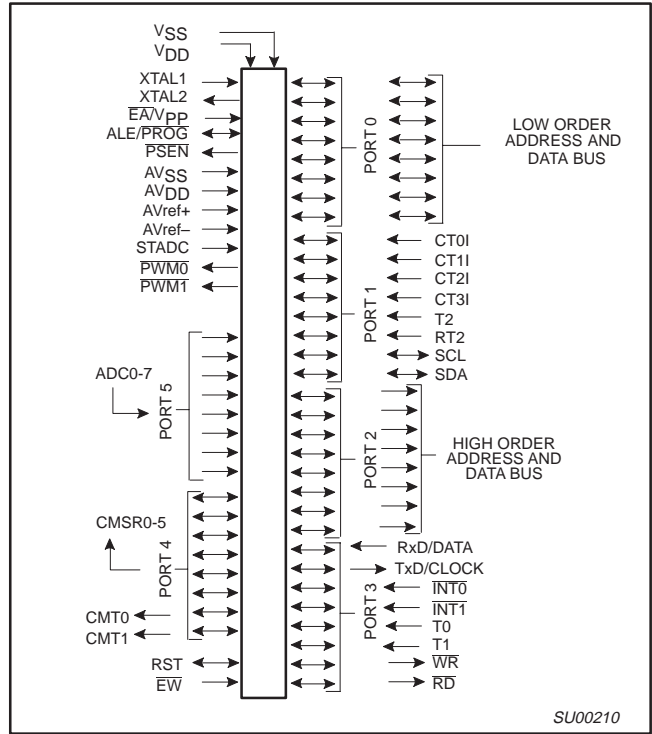 VSS
VDD
XTAL1
XTAL2
EA/VPP
ALE/PROG
PSEN
AVSS
AVDD
AVref+
AVref–
STADC
PWM0
PWM1
ADC0-7
PORT 5
CMSR0-5
PORT 4
CMT0
CMT1
RST
EW
PORT 0
LOW ORDER
ADDRESS AND
DATA BUS
PORT 1
CT0I
CT1I
CT2I
CT3I
T2
RT2
SCL
SDA
PORT 2
HIGH ORDER
ADDRESS AND
DATA BUS
PORT 3
RxD/DATA
TxD/CLOCK
INT0
INT1
T0
T1
WR
RD
SU00210